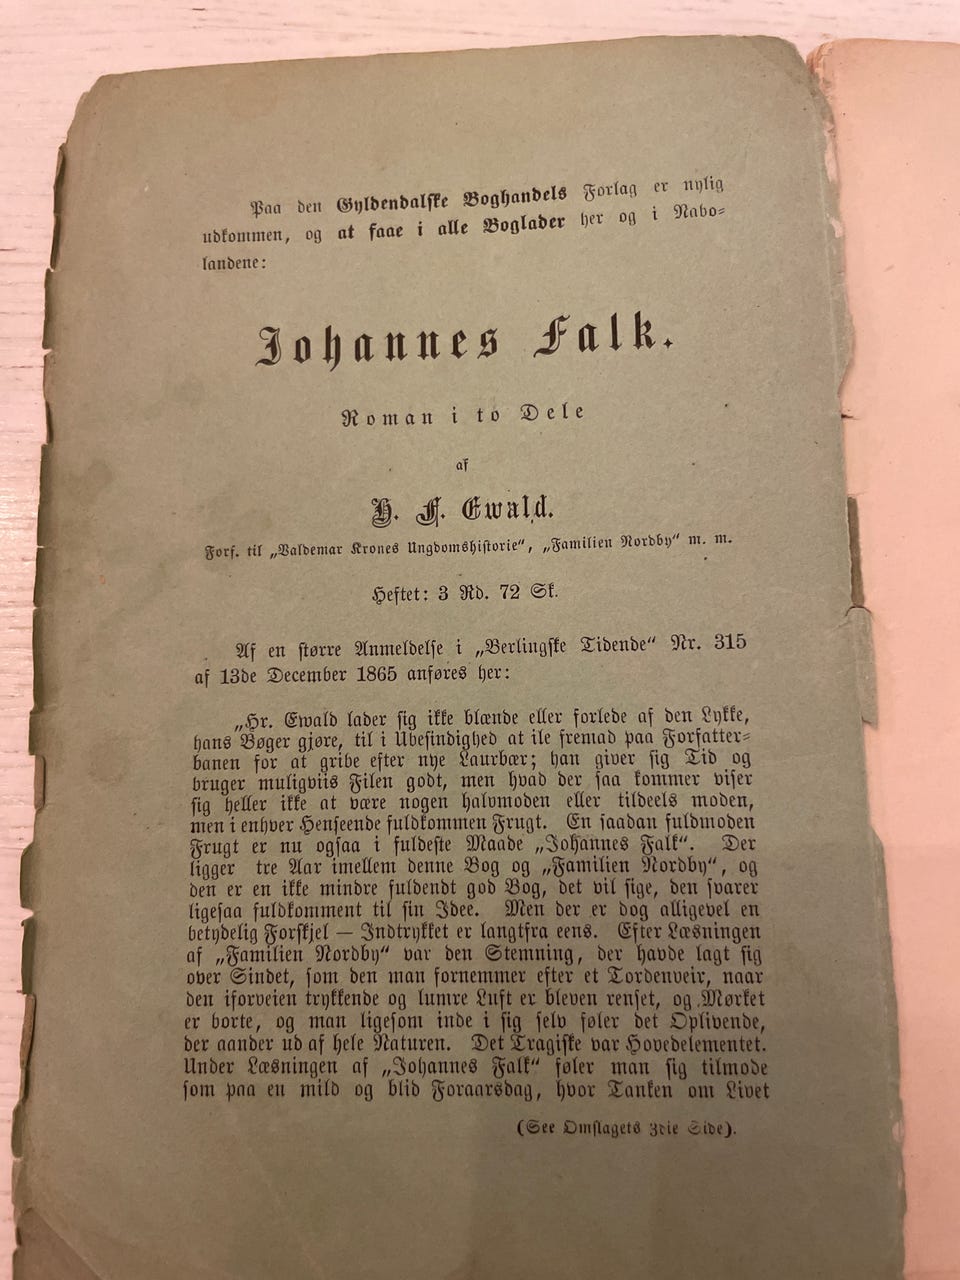 Paa den Gyldendalske Boghandels Forlag er nylig
udkommen, og at faae i alle Boglader her og i Nabo-
landene:
Johannes Falk.
Roman i to Dele
af
H. F. Ewald.
Forf. til „Valdemar Krones Ungdomshistorie“, „Familien Nordby“ m. m.
Heftet: 3 Rd. 72 Sk.
Af en større Anmeldelse i „Berlingske Tidende“ Nr. 315
af 13de December 1865 anføres her:
„Hr. Ewald lader sig ikke blænde eller forlede af den Lykke,
hans Bøger gjøre, til i Ubesindighed at ile fremad paa Forfatter-
banen for at gribe efter nye Laurbær; han giver sig Tid og
bruger muligviis Filen godt, men hvad der saa kommer viser
sig heller ikke at være nogen halvmoden eller tildeels moden,
men i enhver Henseende fuldkommen Frugt. En saadan fuldmoden
Frugt er nu ogsaa i fuldeste Maade „Johannes Falk“. Der
ligger tre Aar imellem denne Bog og „Familien Nordby“, og
den er en ikke mindre fuldendt god Bog, det vil sige, den svarer
ligesaa fuldkomment til sin Idee. Men der er dog alligevel en
betydelig Forskjel — Indtrykket er langtfra eens. Efter Læsningen
af „Familien Nordby“ var den Stemning, der havde lagt sig
over Sindet, som den man fornemmer efter et Tordenveir, naar
den iforveien trykkende og lumre Luft er bleven renset, og Mørket
er borte, og man ligesom inde i sig selv føler det Oplivende,
der aander ud af hele Naturen. Det Tragiske var Hovedelementet.
Under Læsningen af „Johannes Falk“ føler man sig tilmode
som paa en mild og blid Foraarsdag, hvor Tanken om Livet
(See Omslagets 3die Side).